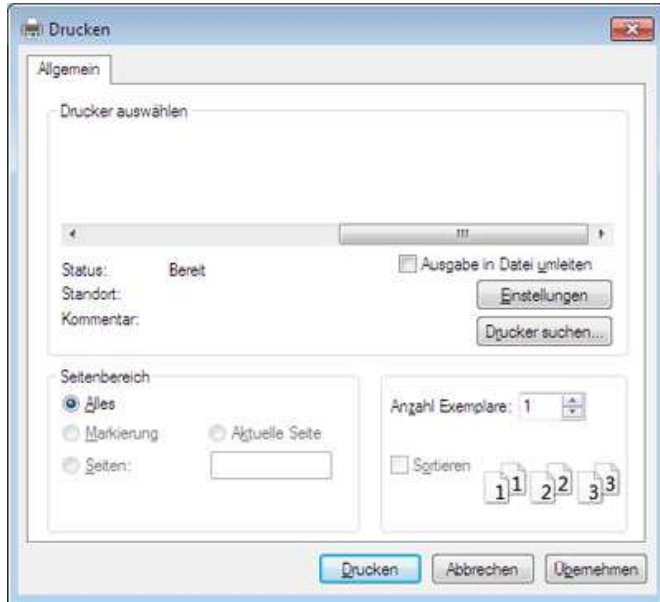 Drucken
Allgemein
Drucker auswählen
Status: Bereit
Ausgabe in Datei umleiten
Standort:
Einstellungen
Kommentar:
Drucker suchen...
Seitenbereich
Alles
Markierung
Aktuelle Seite
Seiten:
Anzahl Exemplare: 1
Sortieren
1 1 2 2 3 3
Drucken
Abbrechen
Übernehmen